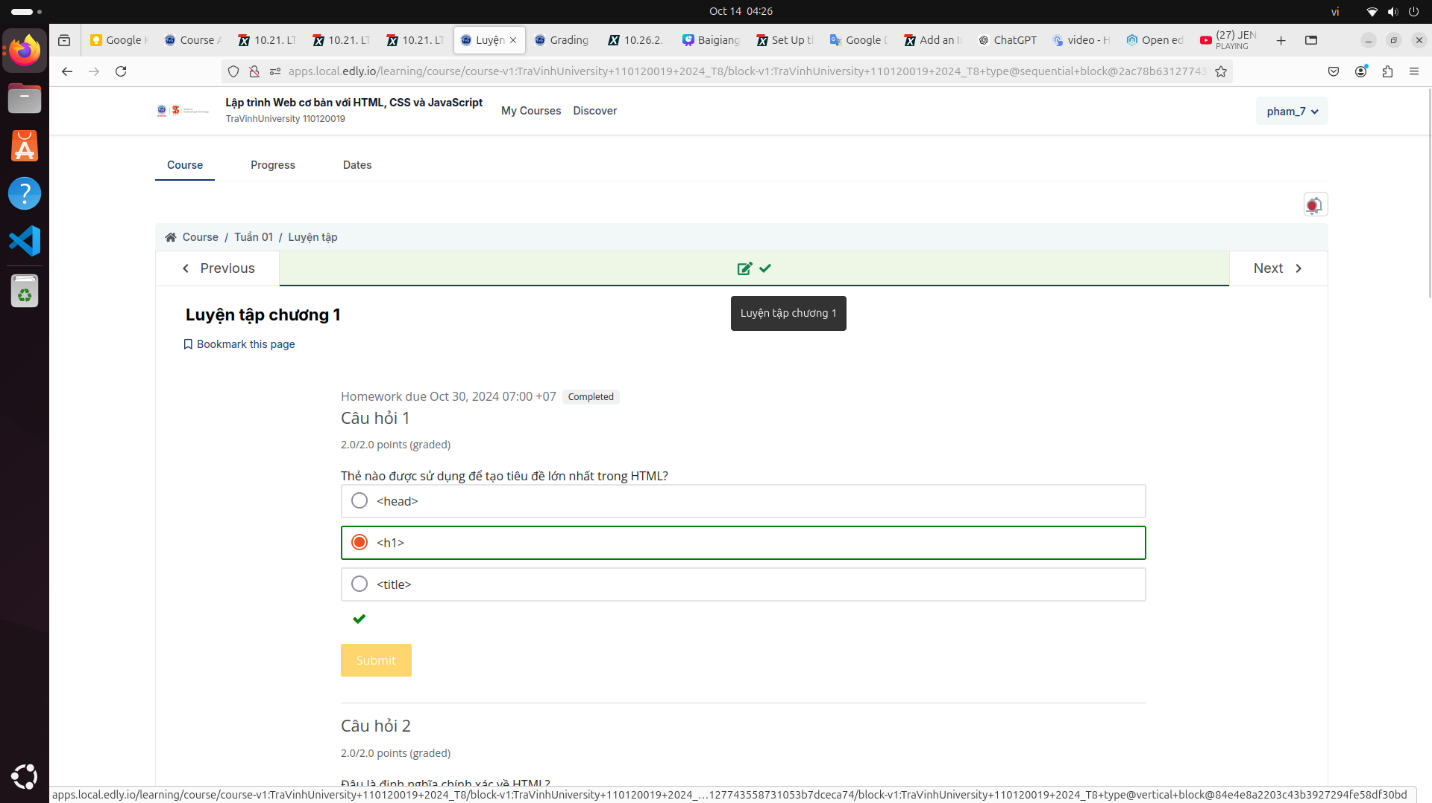 Oct 14 04:26
vi
Google
Course
10.21. LT
10.21. LT
10.21. LT
Luyện
Grading
10.26.2.
Baigiang
Set Up t
Google
Add an I
ChatGPT
video - H
Open ed
(27) JEN
PLAYING
apps.local.edly.io/learning/course/course-v1:TraVinhUniversity+110120019+2024_T8/block-v1:TraVinhUniversity+110120019+2024_T8+type@sequential+block@2ac78b63127743
Lập trình Web cơ bản với HTML, CSS và JavaScript
TraVinhUniversity 110120019
My Courses
Discover
pham_7
Course
Progress
Dates
Course / Tuần 01 / Luyện tập
Previous
Next
Luyện tập chương 1
Luyện tập chương 1
Bookmark this page
Homework due Oct 30, 2024 07:00 +07 Completed
Câu hỏi 1
2.0/2.0 points (graded)
Thẻ nào được sử dụng để tạo tiêu đề lớn nhất trong HTML?
<head>
<h1>
<title>
Submit
Câu hỏi 2
2.0/2.0 points (graded)
Đâu là định nghĩa chính xác về HTML?
apps.local.edly.io/learning/course/course-v1:TraVinhUniversity+110120019+2024_T8/block-v1:TraVinhUniversity+110120019+2024_T8+...127743558731053b7dceca74/block-v1:TraVinhUniversity+110120019+2024_T8+type@vertical+block@84e4e8a2203c43b3927294fe58df30bd